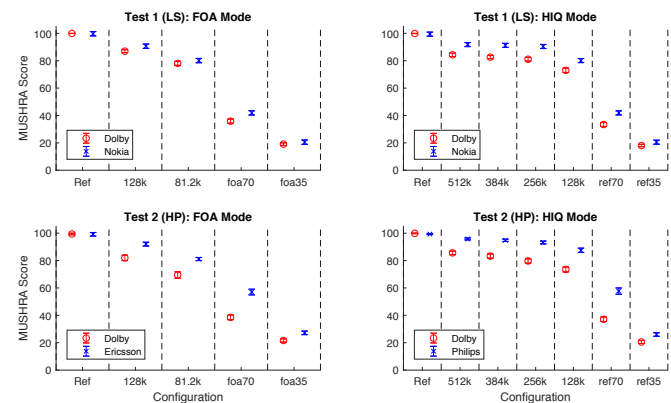 Test 1 (LS): FOA Mode
MUSHRA Score
100
80
60
40
20
0
Dolby
Nokia
Ref 128k 81.2k foa70 foa35
Test 1 (LS): HIQ Mode
100
80
60
40
20
0
Dolby
Nokia
Ref 512k 384k 256k 128k ref70 ref35
Test 2 (HP): FOA Mode
MUSHRA Score
100
80
60
40
20
0
Dolby
Ericsson
Ref 128k 81.2k foa70 foa35
Configuration
Test 2 (HP): HIQ Mode
100
80
60
40
20
0
Dolby
Philips
Ref 512k 384k 256k 128k ref70 ref35
Configuration